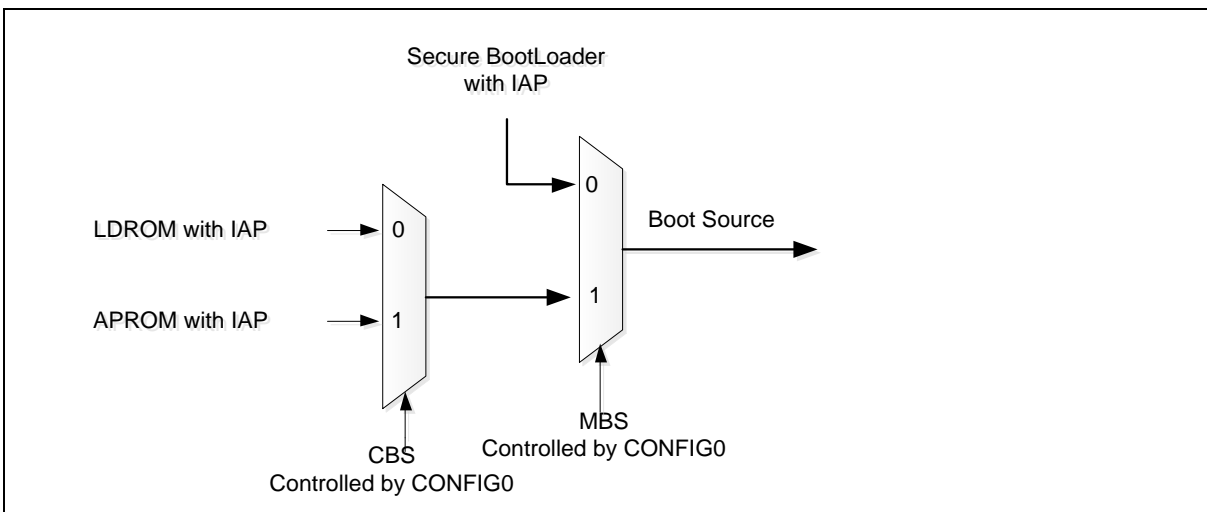 Secure BootLoader
with IAP
0
Boot Source
LDROM with IAP
0
1
APROM with IAP
1
MBS
Controlled by CONFIG0
CBS
Controlled by CONFIG0